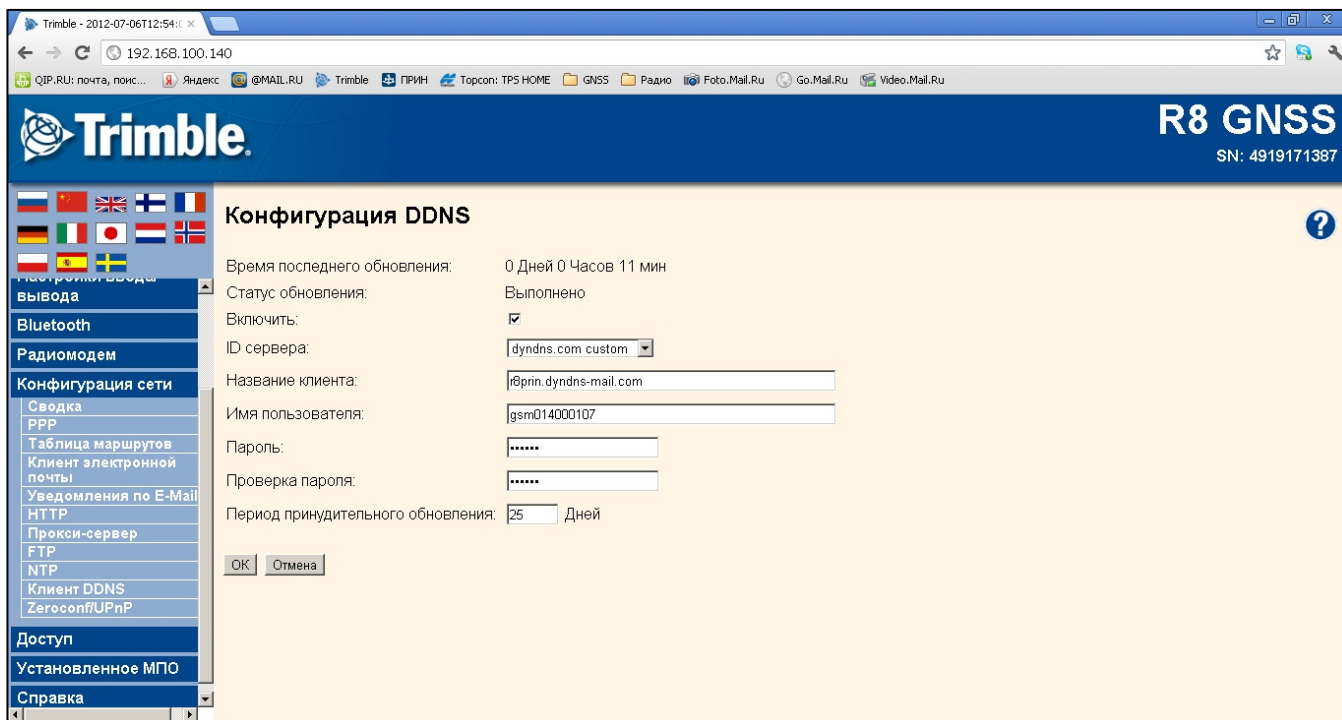 Trimble - 2012-07-06T12:54:
192.168.100.140
QIP.RU: почта, поис... Яндекс @MAIL.RU Trimble ПРИН Topcon: TPS HOME GNSS Радио Foto.Mail.Ru Go.Mail.Ru Video.Mail.Ru
Trimble.
R8 GNSS
SN: 4919171387
Настройки ввода/
вывода
Bluetooth
Радиомодем
Конфигурация сети
Сводка
PPP
Таблица маршрутов
Клиент электронной
почты
Уведомления по E-Mail
HTTP
Прокси-сервер
FTP
NTP
Клиент DDNS
Zeroconf/UPnP
Доступ
Установленное МПО
Справка
Конфигурация DDNS
Время последнего обновления: 0 Дней 0 Часов 11 мин
Статус обновления: Выполнено
Включить:
ID сервера: dyndns.com custom
Название клиента: r8prin.dyndns-mail.com
Имя пользователя: gsm014000107
Пароль: ••••••
Проверка пароля: ••••••
Период принудительного обновления: 25 Дней
OK Отмена